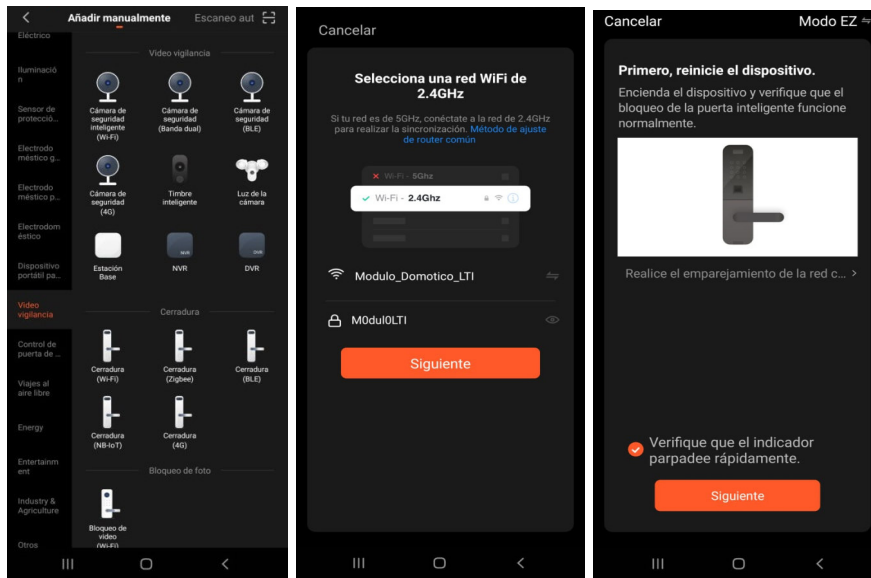 Añadir manualmente Escaneo aut
Eléctrico
Iluminació
n
Sensor de
protecció...
Electrodo
méstico g...
Electrodo
méstico p...
Electrodom
éstico
Dispositivo
portátil pa...
Video
vigilancia
Control de
puerta de ...
Viajes al
aire libre
Energy
Entertainm
ent
Industry &
Agriculture
Otros
Video vigilancia
Cámara de
seguridad
inteligente
(Wi-Fi)
Cámara de
seguridad
(Banda dual)
Cámara de
seguridad
(BLE)
Cámara de
seguridad
(4G)
Timbre
inteligente
Luz de la
cámara
Estación
Base
NVR
NVR
DVR
DVR
Cerradura
Cerradura
(Wi-Fi)
Cerradura
(Zigbee)
Cerradura
(BLE)
Cerradura
(NB-IoT)
Cerradura
(4G)
Bloqueo de foto
Bloqueo de
video
(Wi-Fi)
Cancelar
Selecciona una red WiFi de
2.4GHz
Si tu red es de 5GHz, conéctate a la red de 2.4GHz
para realizar la sincronización. Método de ajuste
de router común
Wi-Fi - 5Ghz
Wi-Fi - 2.4Ghz
Modulo_Domotico_LTI
M0dul0LTI
Siguiente
Cancelar Modo EZ
Primero, reinicie el dispositivo.
Encienda el dispositivo y verifique que el
bloqueo de la puerta inteligente funcione
normalmente.
Realice el emparejamiento de la red c... >
Verifique que el indicador
parpadee rápidamente.
Siguiente